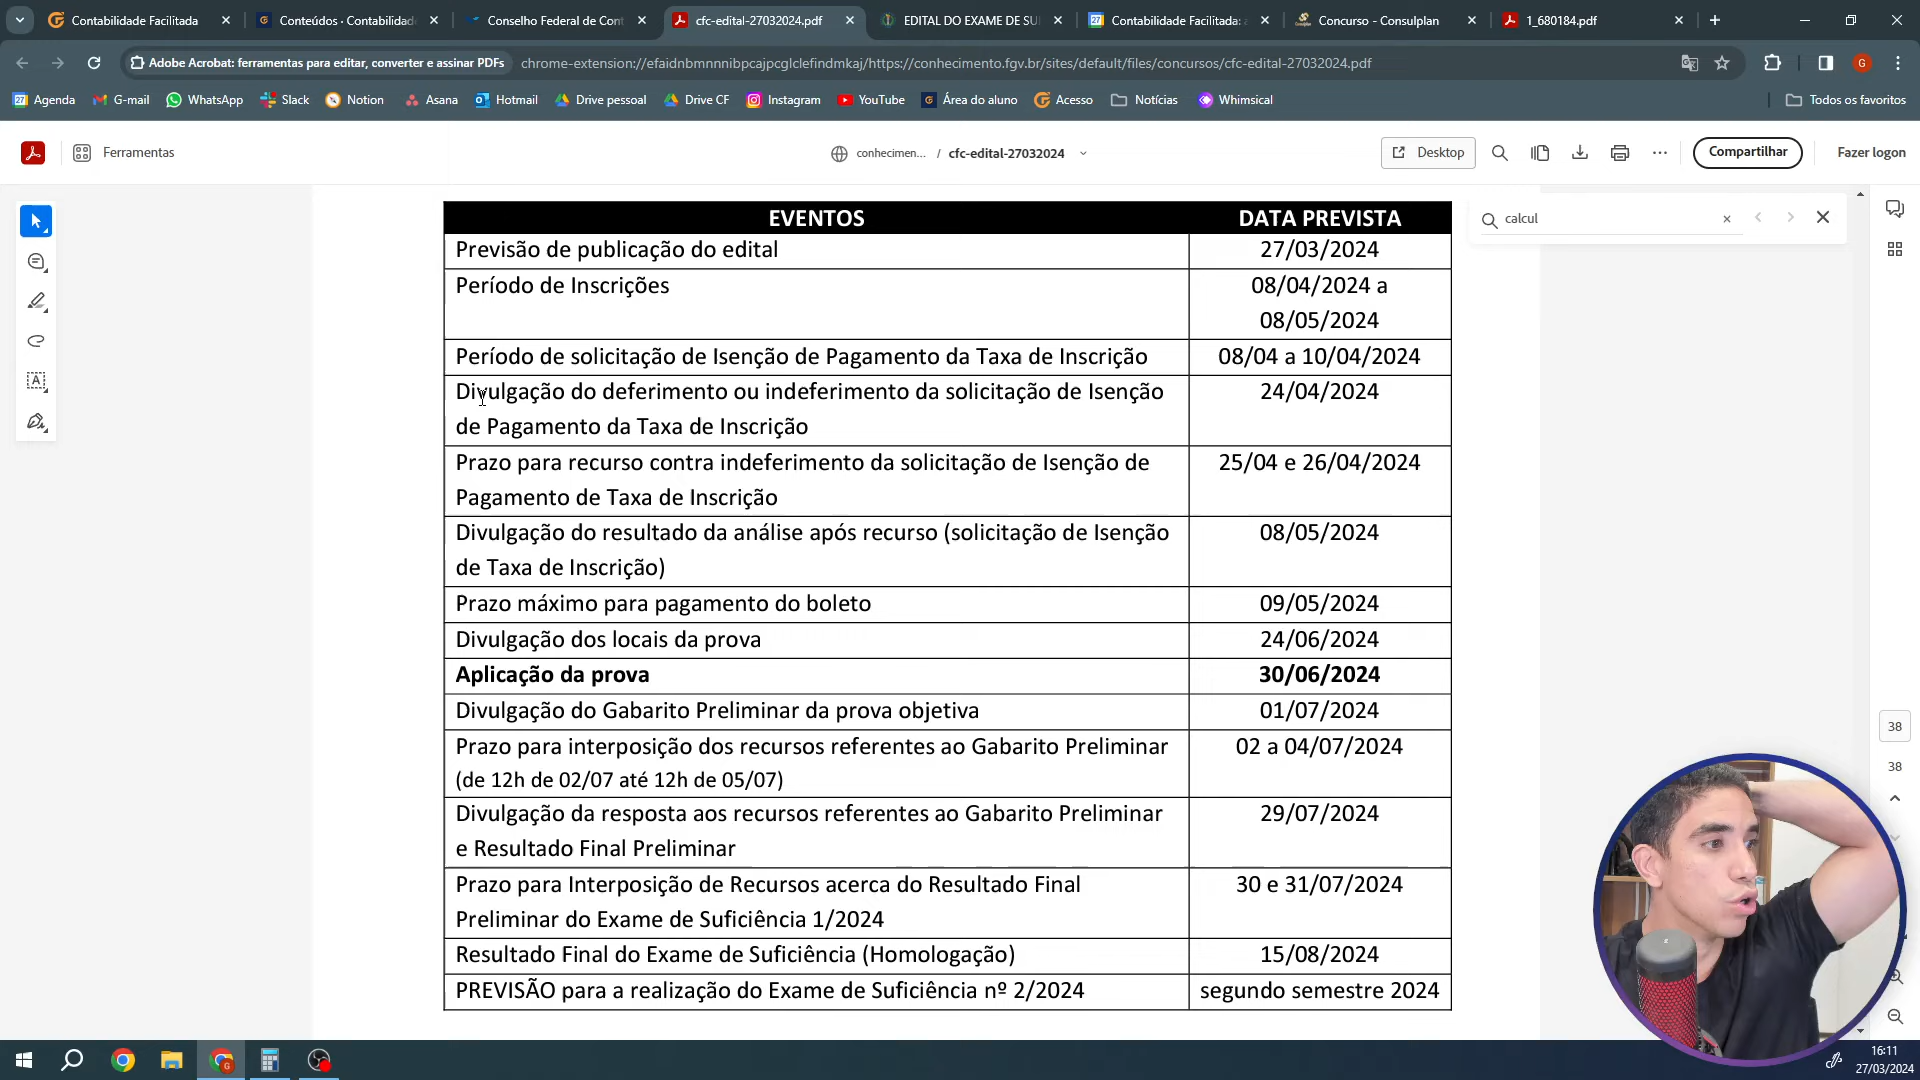 Contabilidade Facilitada
Conteúdos · Contabilidad
Conselho Federal de Cont
cfc-edital-27032024.pdf
EDITAL DO EXAME DE SU
Contabilidade Facilitada:
Concurso - Consulplan
1_680184.pdf
Adobe Acrobat: ferramentas para editar, converter e assinar PDFs
chrome-extension://efaidnbmnnnibpcajpcglclefindmkaj/https://conhecimento.fgv.br/sites/default/files/concursos/cfc-edital-27032024.pdf
G
27 Agenda
G-mail
WhatsApp
Slack
Notion
Asana
Hotmail
Drive pessoal
Drive CF
Instagram
YouTube
Área do aluno
Acesso
Notícias
Whimsical
Todos os favoritos
Ferramentas
conhecimen... / cfc-edital-27032024
Desktop
Compartilhar
Fazer logon
calcul
EVENTOS DATA PREVISTA
Previsão de publicação do edital 27/03/2024
Período de Inscrições 08/04/2024 a
08/05/2024
Período de solicitação de Isenção de Pagamento da Taxa de Inscrição 08/04 a 10/04/2024
Divulgação do deferimento ou indeferimento da solicitação de Isenção 24/04/2024
de Pagamento da Taxa de Inscrição
Prazo para recurso contra indeferimento da solicitação de Isenção de 25/04 e 26/04/2024
Pagamento de Taxa de Inscrição
Divulgação do resultado da análise após recurso (solicitação de Isenção 08/05/2024
de Taxa de Inscrição)
Prazo máximo para pagamento do boleto 09/05/2024
Divulgação dos locais da prova 24/06/2024
Aplicação da prova 30/06/2024
Divulgação do Gabarito Preliminar da prova objetiva 01/07/2024
Prazo para interposição dos recursos referentes ao Gabarito Preliminar 02 a 04/07/2024
(de 12h de 02/07 até 12h de 05/07)
Divulgação da resposta aos recursos referentes ao Gabarito Preliminar 29/07/2024
e Resultado Final Preliminar
Prazo para Interposição de Recursos acerca do Resultado Final 30 e 31/07/2024
Preliminar do Exame de Suficiência 1/2024
Resultado Final do Exame de Suficiência (Homologação) 15/08/2024
PREVISÃO para a realização do Exame de Suficiência nº 2/2024 segundo semestre 2024
38
38
16:11
27/03/2024